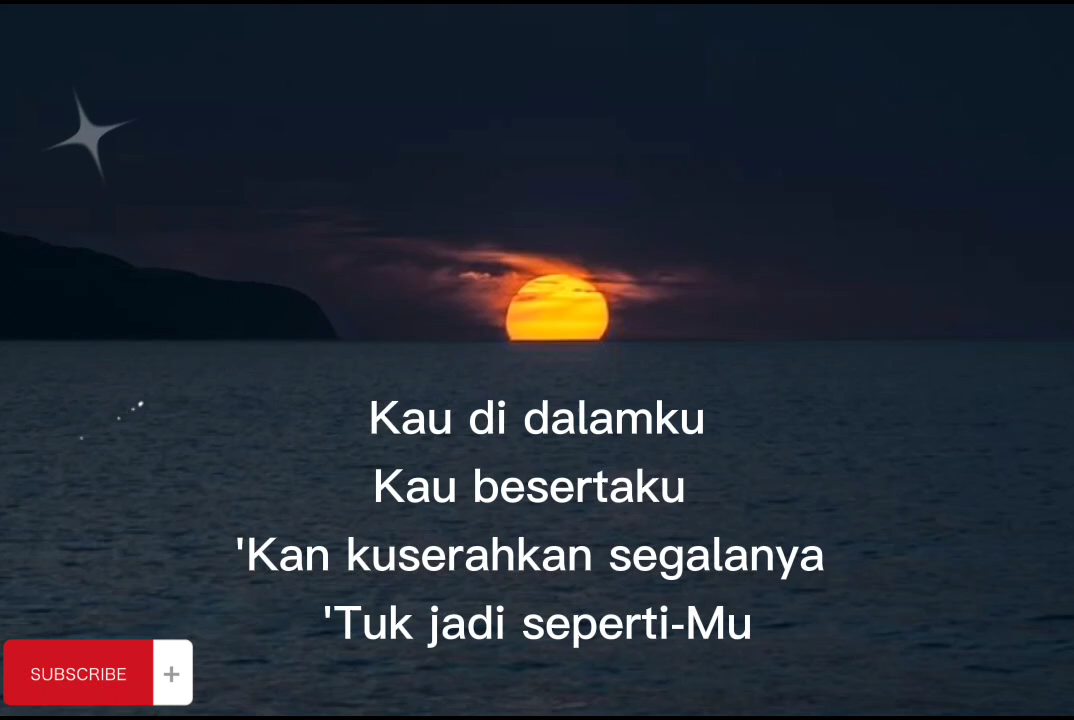 Kau di dalamku
Kau besertaku
'Kan kuserahkan segalanya
'Tuk jadi seperti-Mu
SUBSCRIBE +